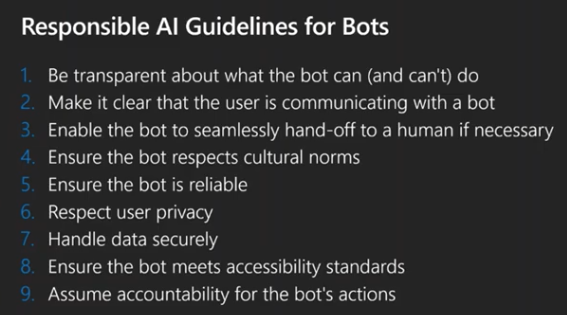 Responsible AI Guidelines for Bots
1. Be transparent about what the bot can (and can't) do
2. Make it clear that the user is communicating with a bot
3. Enable the bot to seamlessly hand-off to a human if necessary
4. Ensure the bot respects cultural norms
5. Ensure the bot is reliable
6. Respect user privacy
7. Handle data securely
8. Ensure the bot meets accessibility standards
9. Assume accountability for the bot's actions